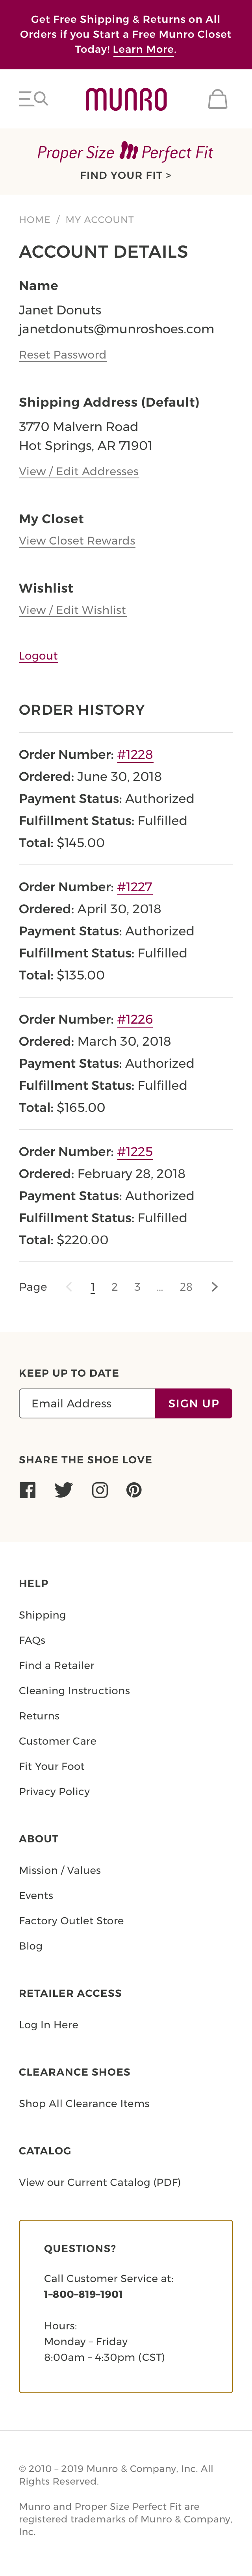 Get Free Shipping & Returns on All
Orders if you Start a Free Munro Closet
Today! Learn More.
MUNRO
Proper Size Perfect Fit
FIND YOUR FIT >
HOME / MY ACCOUNT
ACCOUNT DETAILS
Name
Janet Donuts
janetdonuts@munroshoes.com
Reset Password
Shipping Address (Default)
3770 Malvern Road
Hot Springs, AR 71901
View / Edit Addresses
My Closet
View Closet Rewards
Wishlist
View / Edit Wishlist
Logout
ORDER HISTORY
Order Number: #1228
Ordered: June 30, 2018
Payment Status: Authorized
Fulfillment Status: Fulfilled
Total: $145.00
Order Number: #1227
Ordered: April 30, 2018
Payment Status: Authorized
Fulfillment Status: Fulfilled
Total: $135.00
Order Number: #1226
Ordered: March 30, 2018
Payment Status: Authorized
Fulfillment Status: Fulfilled
Total: $165.00
Order Number: #1225
Ordered: February 28, 2018
Payment Status: Authorized
Fulfillment Status: Fulfilled
Total: $220.00
Page < 1 2 3 ... 28 >
KEEP UP TO DATE
Email Address SIGN UP
SHARE THE SHOE LOVE
HELP
Shipping
FAQs
Find a Retailer
Cleaning Instructions
Returns
Customer Care
Fit Your Foot
Privacy Policy
ABOUT
Mission / Values
Events
Factory Outlet Store
Blog
RETAILER ACCESS
Log In Here
CLEARANCE SHOES
Shop All Clearance Items
CATALOG
View our Current Catalog (PDF)
QUESTIONS?
Call Customer Service at:
1-800-819-1901
Hours:
Monday – Friday
8:00am – 4:30pm (CST)
© 2010 – 2019 Munro & Company, Inc. All
Rights Reserved.
Munro and Proper Size Perfect Fit are
registered trademarks of Munro & Company,
Inc.